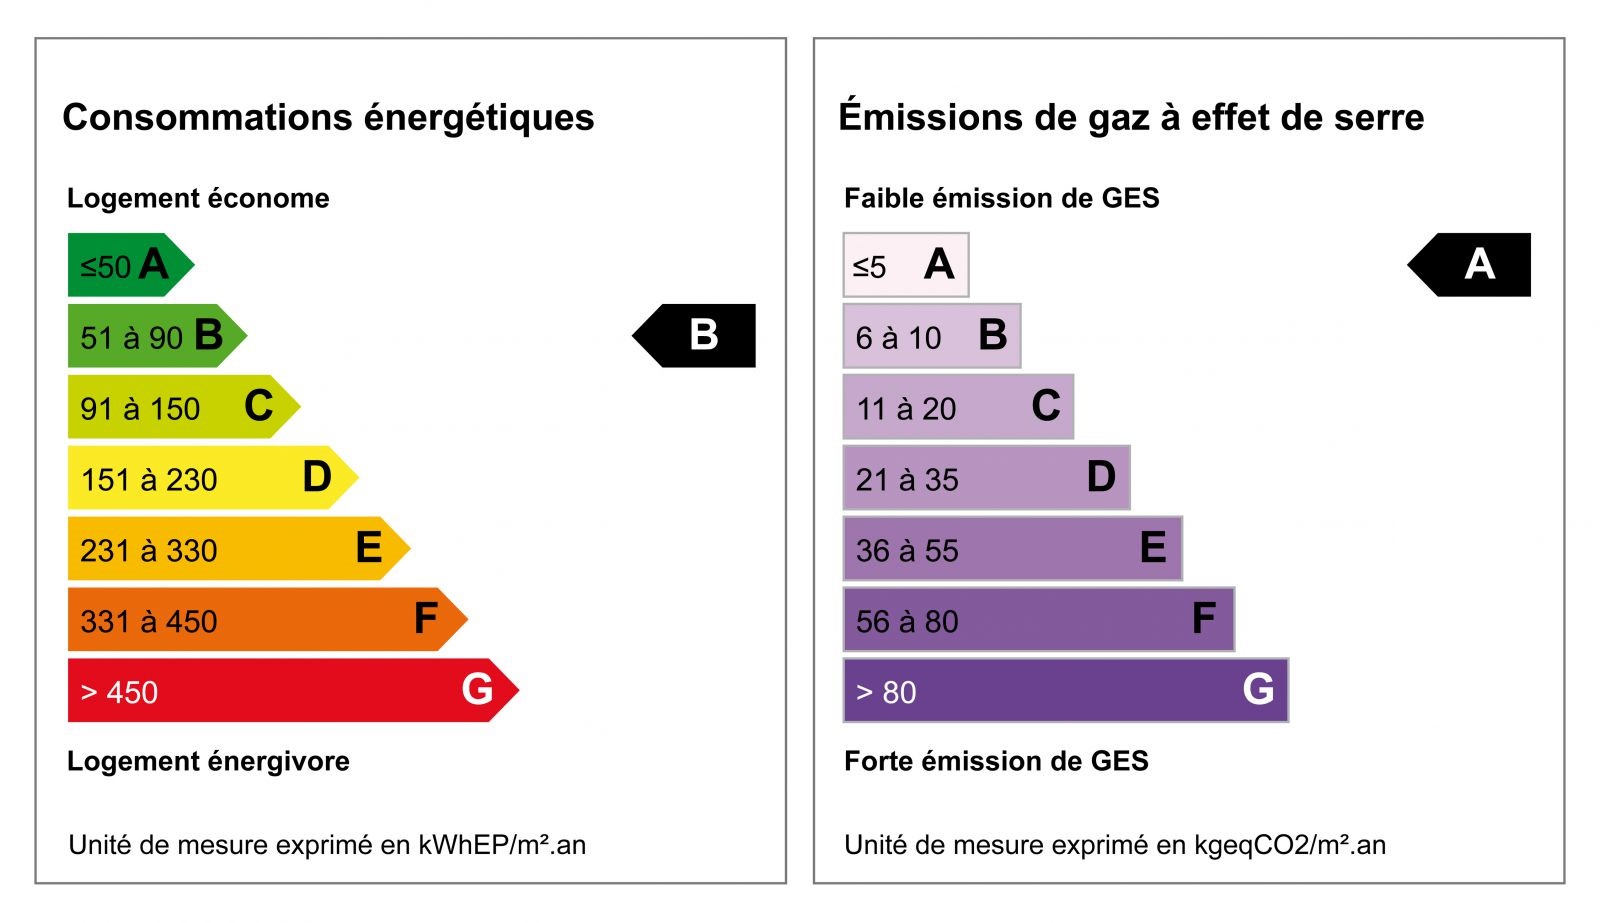 Consommations énergétiques
Logement économe
≤50 A
51 à 90 B
B
91 à 150 C
151 à 230 D
231 à 330 E
331 à 450 F
> 450 G
Logement énergivore
Unité de mesure exprimé en kWhEP/m².an
Émissions de gaz à effet de serre
Faible émission de GES
≤5 A
A
6 à 10 B
11 à 20 C
21 à 35 D
36 à 55 E
56 à 80 F
> 80 G
Forte émission de GES
Unité de mesure exprimé en kgeqCO2/m².an